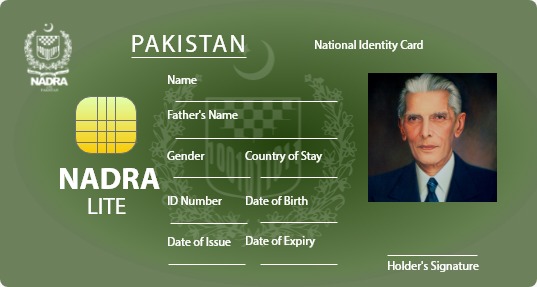 PAKISTAN
National Identity Card
NADRA
Name
Father's Name
Gender Country of Stay
NADRA
LITE
ID Number Date of Birth
Date of Issue Date of Expiry
Holder's Signature